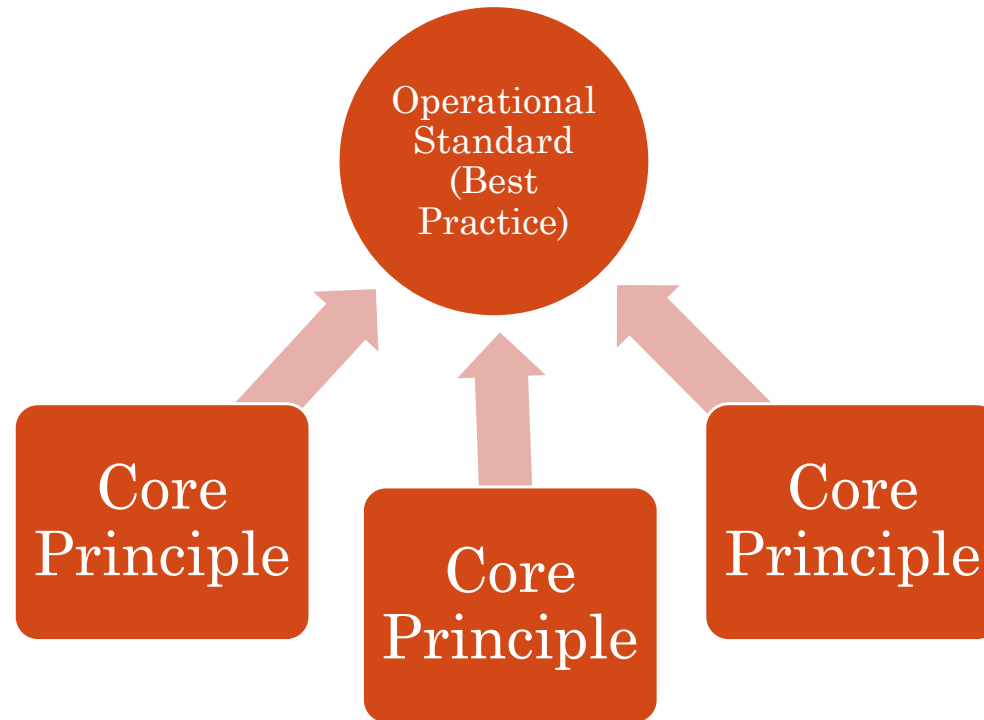 Operational
Standard
(Best
Practice)
Core
Principle
Core
Principle
Core
Principle